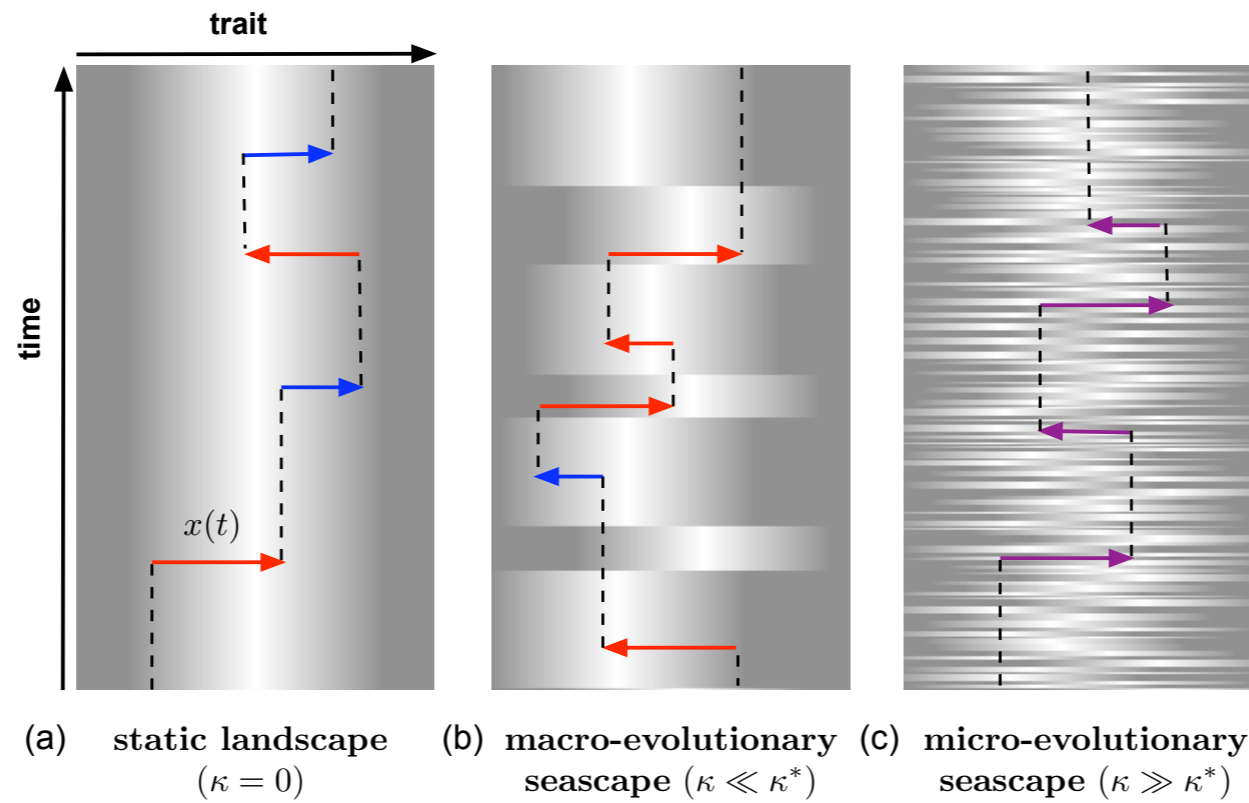 trait
time
x(t)
(a) static landscape
(κ = 0)
(b) macro-evolutionary
seascape (κ ≪ κ*)
(c) micro-evolutionary
seascape (κ ≫ κ*)